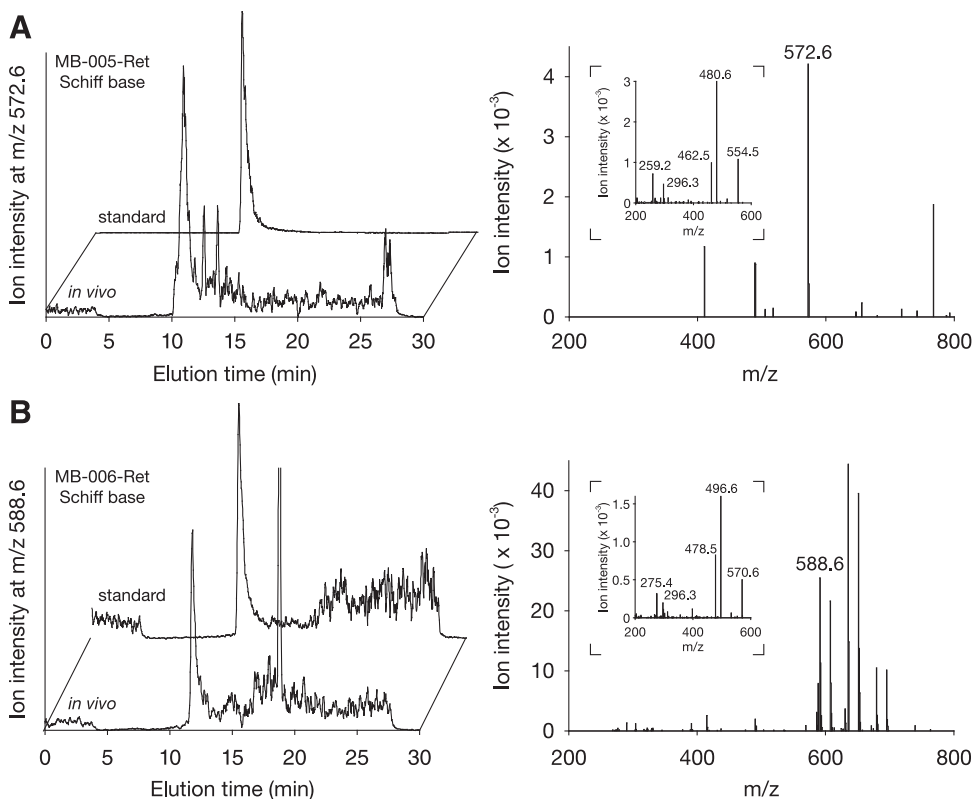 A
MB-005-Ret
Schiff base
Ion intensity at m/z 572.6
standard
in vivo
0 5 10 15 20 25 30
Elution time (min)
Ion intensity (x 10⁻³)
4
3
2
1
0
572.6
Ion intensity (x 10⁻³)
3
2
1
0
480.6
462.5
554.5
259.2
296.3
200 400 600
m/z
200 400 600 800
m/z
B
MB-006-Ret
Schiff base
Ion intensity at m/z 588.6
standard
in vivo
0 5 10 15 20 25 30
Elution time (min)
Ion intensity ( x 10⁻³)
40
30
20
10
0
588.6
Ion intensity (x 10⁻³)
1.5
1.0
0.5
0
496.6
478.5
570.6
275.4
296.3
200 400 600
m/z
200 400 600 800
m/z